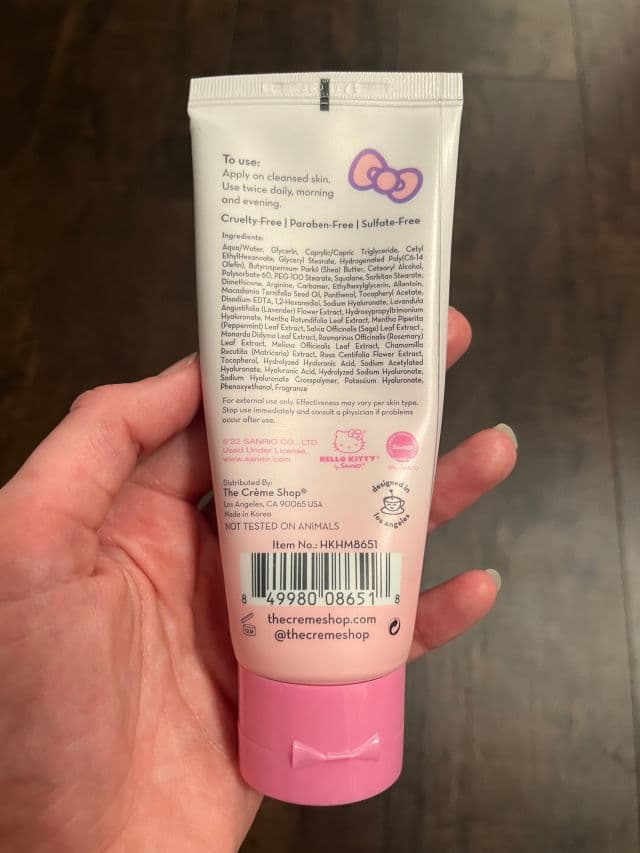 To use:
Apply on cleansed skin.
Use twice daily, morning
and evening.
Cruelty-Free | Paraben-Free | Sulfate-Free
Ingredients:
Aqua/Water, Glycerin, Caprylic/Capric Triglyceride, Cetyl
EthylHexanoate, Glyceryl Stearate, Hydrogenated Poly(C6-14
Olefin), Butyrospermum Parkii (Shea) Butter, Cetearyl Alcohol,
Polysorbate 60, PEG-100 Stearate, Squalane, Sorbitan Stearate,
Dimethicone, Arginine, Carbomer, Ethylhexylglycerin, Allantoin,
Macadamia Ternifolia Seed Oil, Panthenol, Tocopheryl Acetate,
Disodium EDTA, 1,2-Hexanediol, Sodium Hyaluronate, Lavandula
Angustifolia (Lavender) Flower Extract, Hydroxypropyltrimonium
Hyaluronate, Mentha Rotundifolia Leaf Extract, Mentha Piperita
(Peppermint) Leaf Extract, Salvia Officinalis (Sage) Leaf Extract ,
Monarda Didyma Leaf Extract, Rosmarinus Officinalis (Rosemary)
Leaf Extract, Melissa Officinalis Leaf Extract, Chamomilla
Recutita (Matricaria) Extract, Rosa Centifolia Flower Extract,
Tocopherol, Hydrolyzed Hyaluronic Acid, Sodium Acetylated
Hyaluronate, Hyaluronic Acid, Hydrolyzed Sodium Hyaluronate,
Sodium Hyaluronate Crosspolymer, Potassium Hyaluronate,
Phenoxyethanol, Fragrance
For external use only. Effectiveness may vary per skin type.
Stop use immediately and consult a physician if problems
occur after use.
©'22 SANRIO CO., LTD.
Used Under License.
www.sanrio.com
HELLO KITTY®
by Sanrio®
Sanrio
Distributed By:
The Crème Shop®
Los Angeles, CA 90065 USA
Made in Korea
NOT TESTED ON ANIMALS
designed in
los angeles
Item No.: HKHM8651
8 49980 08651 8
thecremeshop.com
@thecremeshop
12M